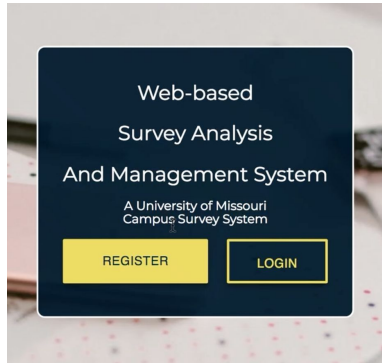 Web-based
Survey Analysis
And Management System
A University of Missouri
Campus Survey System
REGISTER
LOGIN